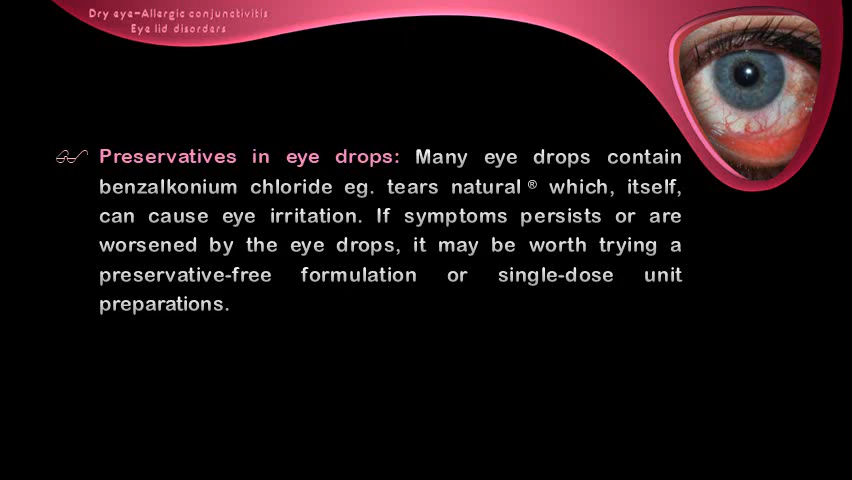 Dry eye-Allergic conjunctivitis
Eye lid disorders
Preservatives in eye drops: Many eye drops contain
benzalkonium chloride eg. tears natural ® which, itself,
can cause eye irritation. If symptoms persists or are
worsened by the eye drops, it may be worth trying a
preservative-free formulation or single-dose unit
preparations.